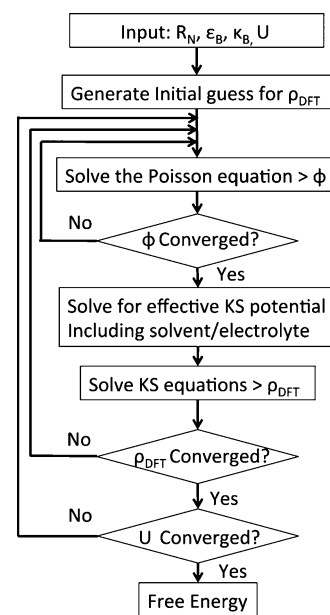 Input: R_N, ε_B, κ_B, U
Generate Initial guess for ρ_DFT
Solve the Poisson equation > ϕ
No
ϕ Converged?
Yes
Solve for effective KS potential
Including solvent/electrolyte
Solve KS equations > ρ_DFT
No
ρ_DFT Converged?
Yes
No
U Converged?
Yes
Free Energy